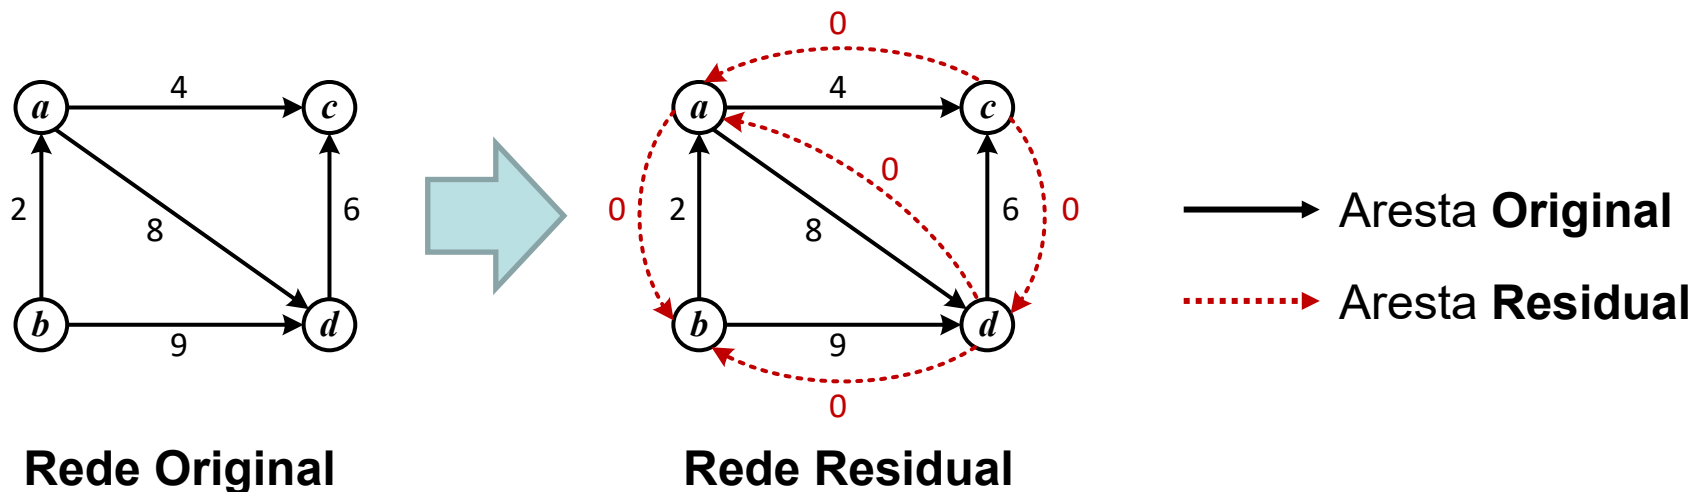 0
a 4 c
a 4 c
0
2 8 6
0 2 8 6 0
Aresta Original
Aresta Residual
b 9 d
b 9 d
0
Rede Original
Rede Residual